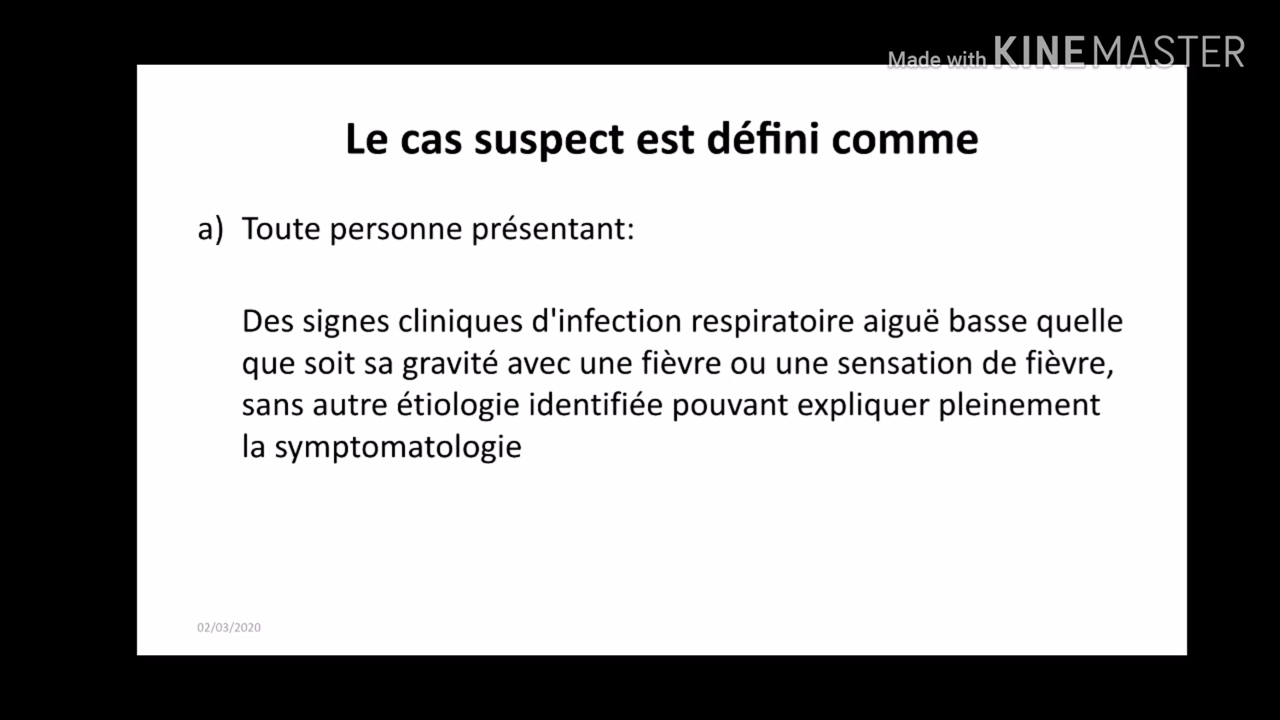 Made with KINEMASTER
Le cas suspect est défini comme
a) Toute personne présentant:
Des signes cliniques d'infection respiratoire aiguë basse quelle
que soit sa gravité avec une fièvre ou une sensation de fièvre,
sans autre étiologie identifiée pouvant expliquer pleinement
la symptomatologie
02/03/2020